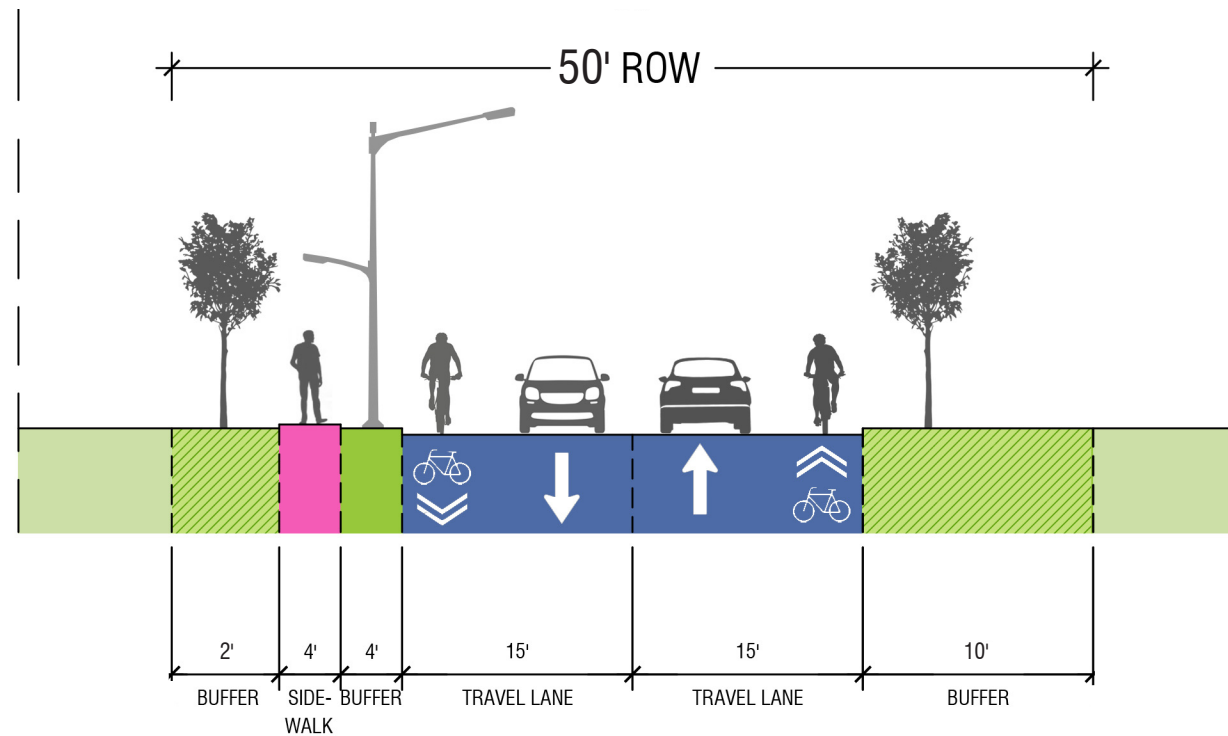 50' ROW
2'
4'
4'
15'
15'
10'
BUFFER
SIDE-
WALK
BUFFER
TRAVEL LANE
TRAVEL LANE
BUFFER